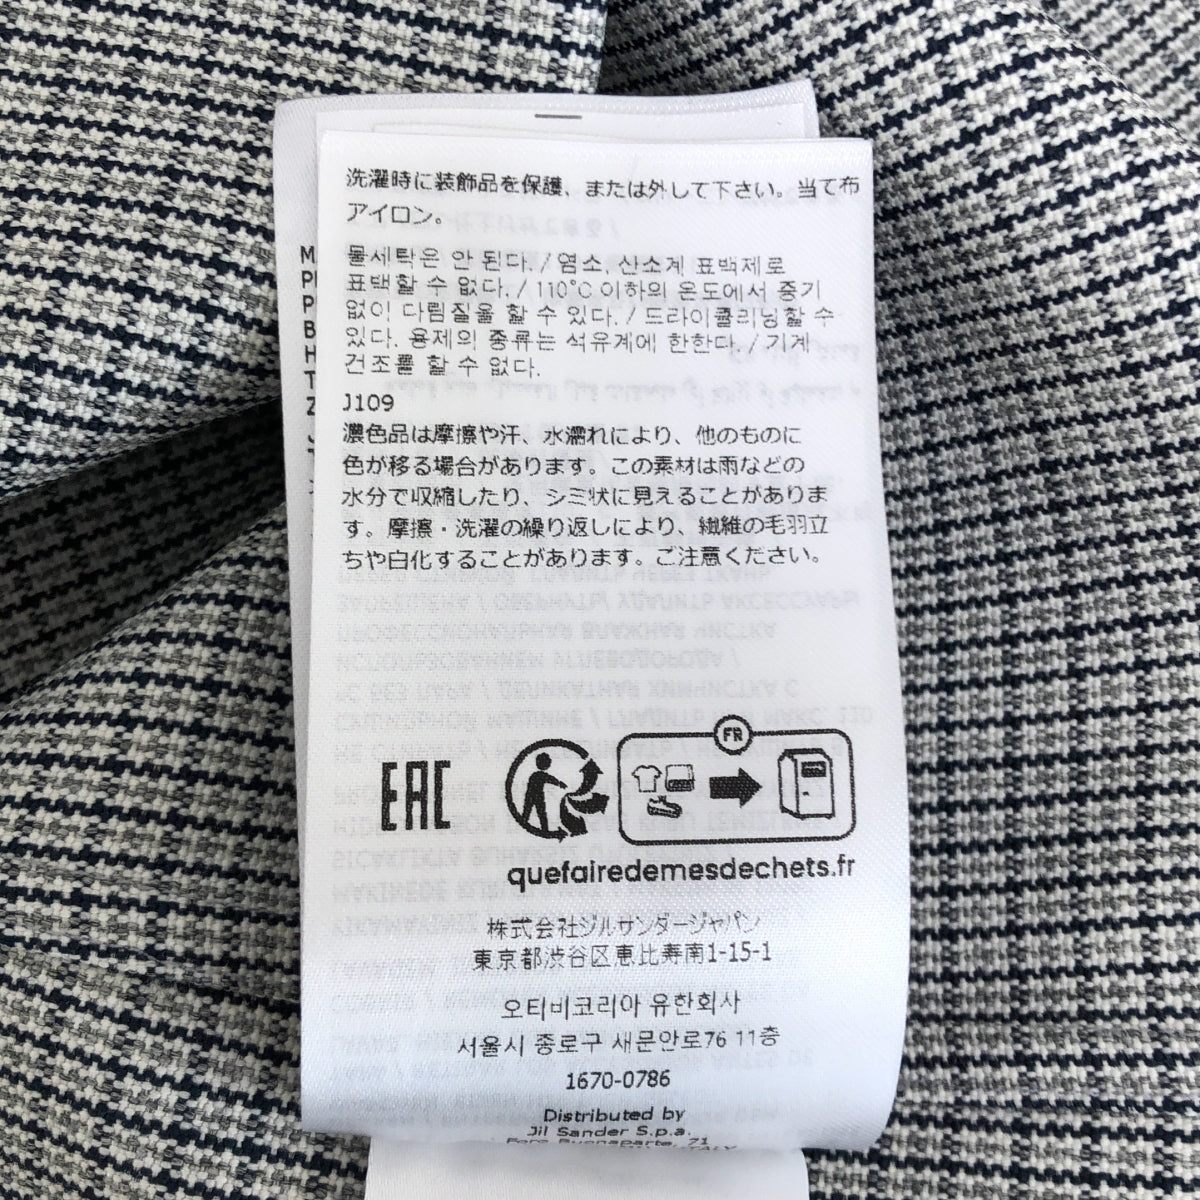 洗濯時に装飾品を保護、または外して下さい。当て布
アイロン。
물세탁은 안 된다. / 염소, 산소계 표백제로
표백할 수 없다. / 110°C 이하의 온도에서 증기
없이 다림질을 할 수 있다. / 드라이클리닝할 수
있다. 용제의 종류는 석유계에 한한다. / 기계
건조를 할 수 없다.
J109
濃色品は摩擦や汗、水濡れにより、他のものに
色が移る場合があります。この素材は雨などの
水分で収縮したり、シミ状に見えることがありま
す。摩擦・洗濯の繰り返しにより、繊維の毛羽立
ちや白化することがあります。ご注意ください。
EAC
FR
quefairedemesdechets.fr
株式会社ジルサンダージャパン
東京都渋谷区恵比寿南1-15-1
오티비코리아 유한회사
서울시 종로구 새문안로76 11층
1670-0786
Distributed by
Jil Sander S.p.a.
Foro Buonaparte, 71